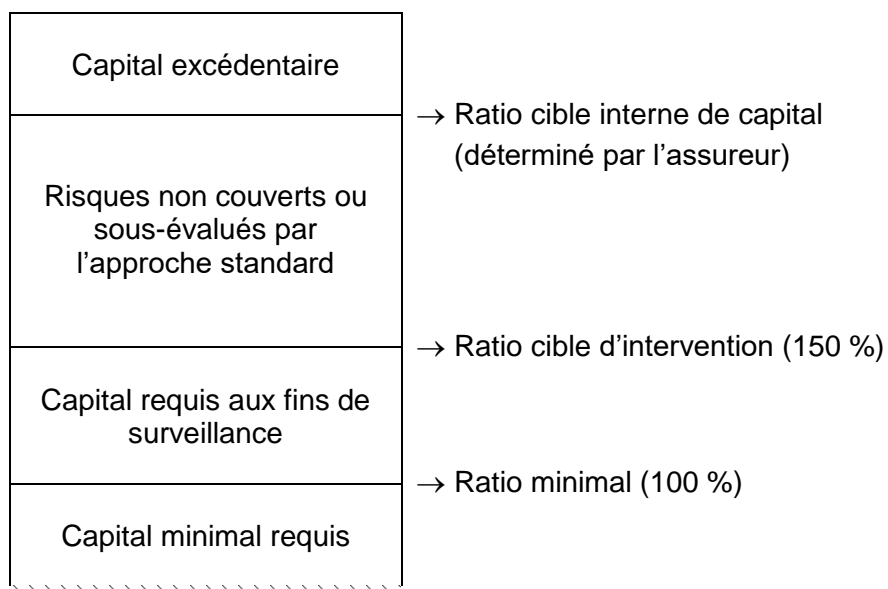 Capital excédentaire
→ Ratio cible interne de capital
(déterminé par l’assureur)
Risques non couverts ou
sous-évalués par
l’approche standard
→ Ratio cible d’intervention (150 %)
Capital requis aux fins de
surveillance
→ Ratio minimal (100 %)
Capital minimal requis